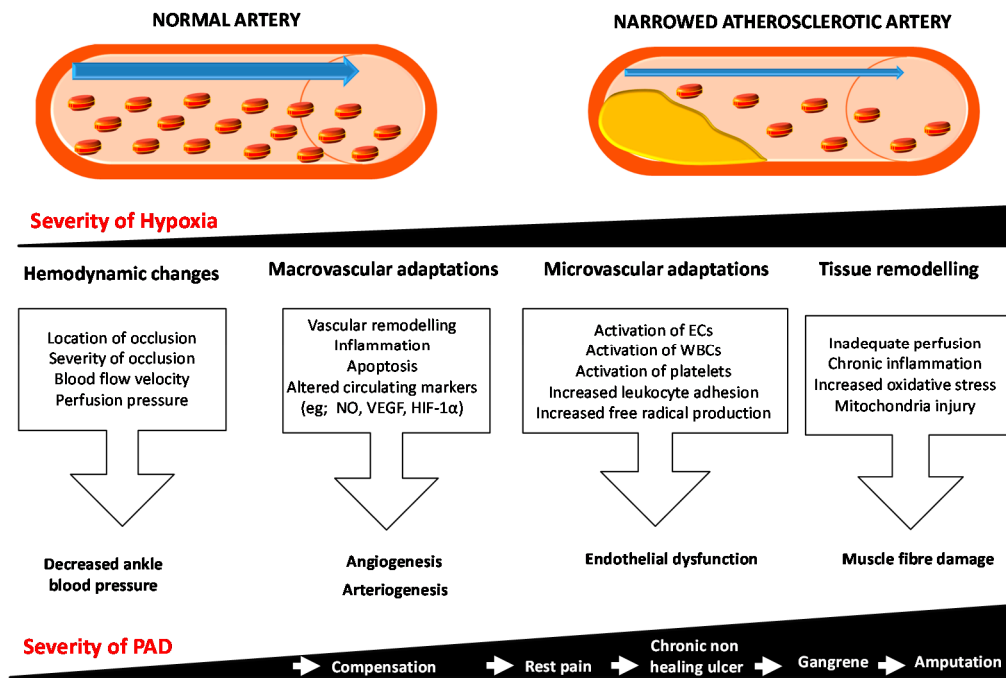 NORMAL ARTERY
NARROWED ATHEROSCLEROTIC ARTERY
Severity of Hypoxia
Hemodynamic changes
Location of occlusion
Severity of occlusion
Blood flow velocity
Perfusion pressure
Decreased ankle
blood pressure
Macrovascular adaptations
Vascular remodelling
Inflammation
Apoptosis
Altered circulating markers
(eg; NO, VEGF, HIF-1α)
Angiogenesis
Arteriogenesis
Microvascular adaptations
Activation of ECs
Activation of WBCs
Activation of platelets
Increased leukocyte adhesion
Increased free radical production
Endothelial dysfunction
Tissue remodelling
Inadequate perfusion
Chronic inflammation
Increased oxidative stress
Mitochondria injury
Muscle fibre damage
Severity of PAD
Compensation
Rest pain
Chronic non
healing ulcer
Gangrene
Amputation